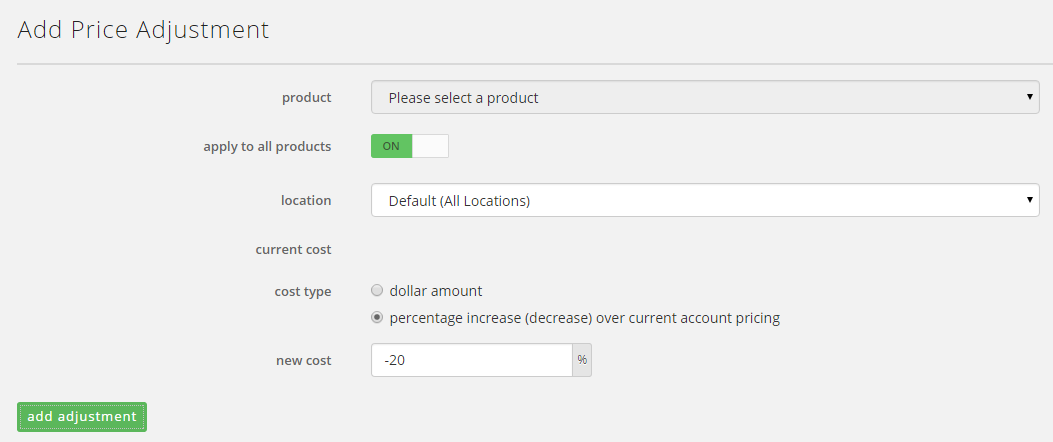 Add Price Adjustment
product Please select a product
apply to all products ON
location Default (All Locations)
current cost
cost type dollar amount
percentage increase (decrease) over current account pricing
new cost -20 %
add adjustment